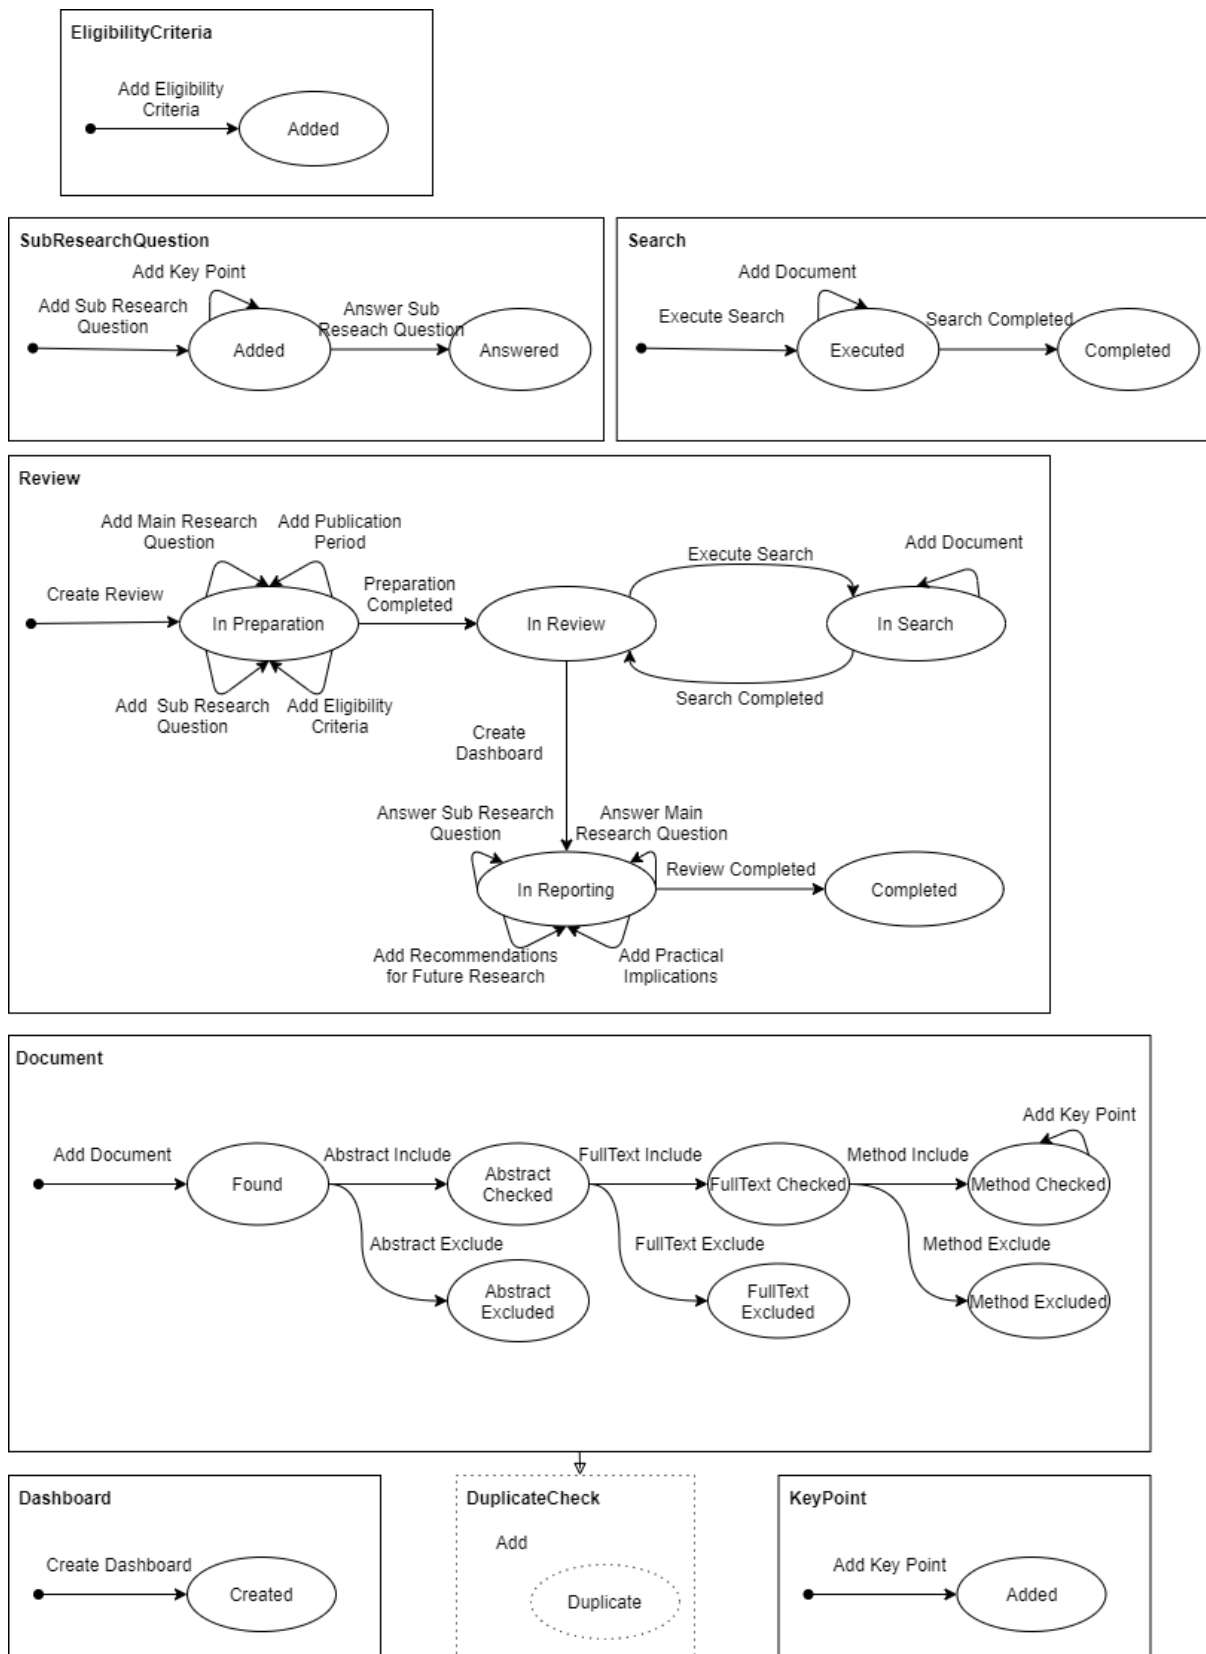 EligibilityCriteria
Add Eligibility
Criteria
Added
SubResearchQuestion
Add Key Point
Add Sub Research
Question
Answer Sub
Reseach Question
Added
Answered
Search
Add Document
Execute Search
Search Completed
Executed
Completed
Review
Add Main Research
Question
Add Publication
Period
Create Review
Preparation
Completed
In Preparation
Add  Sub Research
Question
Add Eligibility
Criteria
In Review
Execute Search
Add Document
In Search
Search Completed
Create
Dashboard
Answer Sub Research
Question
Answer Main
Research Question
In Reporting
Review Completed
Completed
Add Recommendations
for Future Research
Add Practical
Implications
Document
Add Key Point
Add Document
Abstract Include
FullText Include
Method Include
Found
Abstract
Checked
FullText Checked
Method Checked
Abstract Exclude
FullText Exclude
Method Exclude
Abstract
Excluded
FullText
Excluded
Method Excluded
Dashboard
Create Dashboard
Created
DuplicateCheck
Add
Duplicate
KeyPoint
Add Key Point
Added